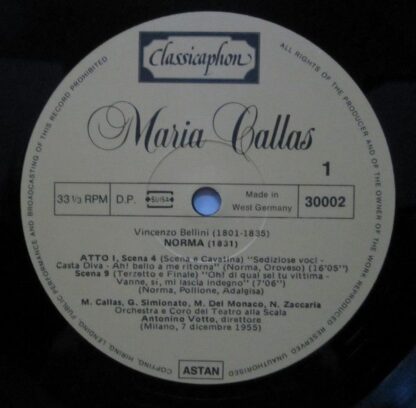 Classicaphon
Maria Callas
1
33 1/3 RPM
D.P.
SUISA
Made in
West Germany
30002
Vincenzo Bellini (1801-1835)
NORMA (1831)
ATTO I, Scena 4 (Scena e Cavatina) "Sediziose voci -
Casta Diva - Ah! bello a me ritorna" (Norma, Oroveso) (16'05")
Scena 9 (Terzetto e Finale) "Oh! di qual sei tu vittima -
Vanne, si, mi lascia indegno" (7'06")
(Norma, Pollione, Adalgisa)
M. Callas, G. Simionato, M. Del Monaco, N. Zaccaria
Orchestra e Coro del Teatro alla Scala
Antonino Votto, direttore
(Milano, 7 dicembre 1955)
ASTAN
ALL RIGHTS OF THE PRODUCER AND OF THE OWNER OF THE WORK REPRODUCED RESERVED. UNAUTHORISED COPYING, HIRING, LENDING, PUBLIC PERFORMANCE AND BROADCASTING OF THIS RECORD PROHIBITED